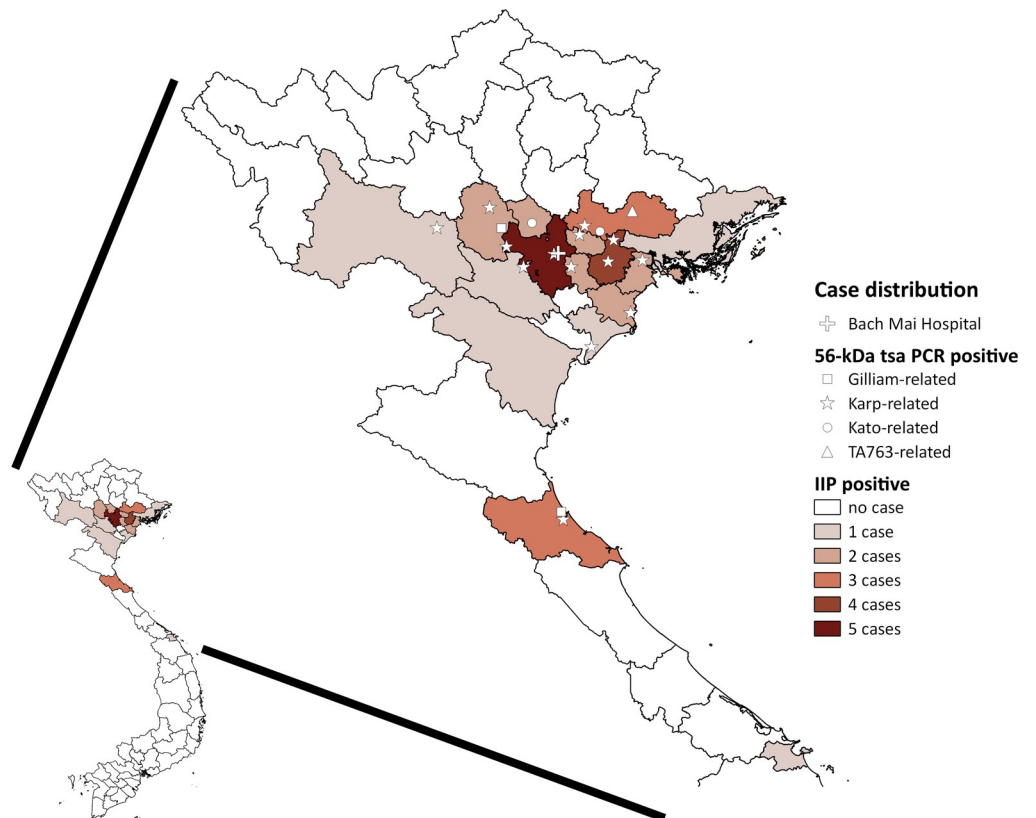 Case distribution
Bach Mai Hospital
56-kDa tsa PCR positive
Gilliam-related
Karp-related
Kato-related
TA763-related
IIP positive
no case
1 case
2 cases
3 cases
4 cases
5 cases